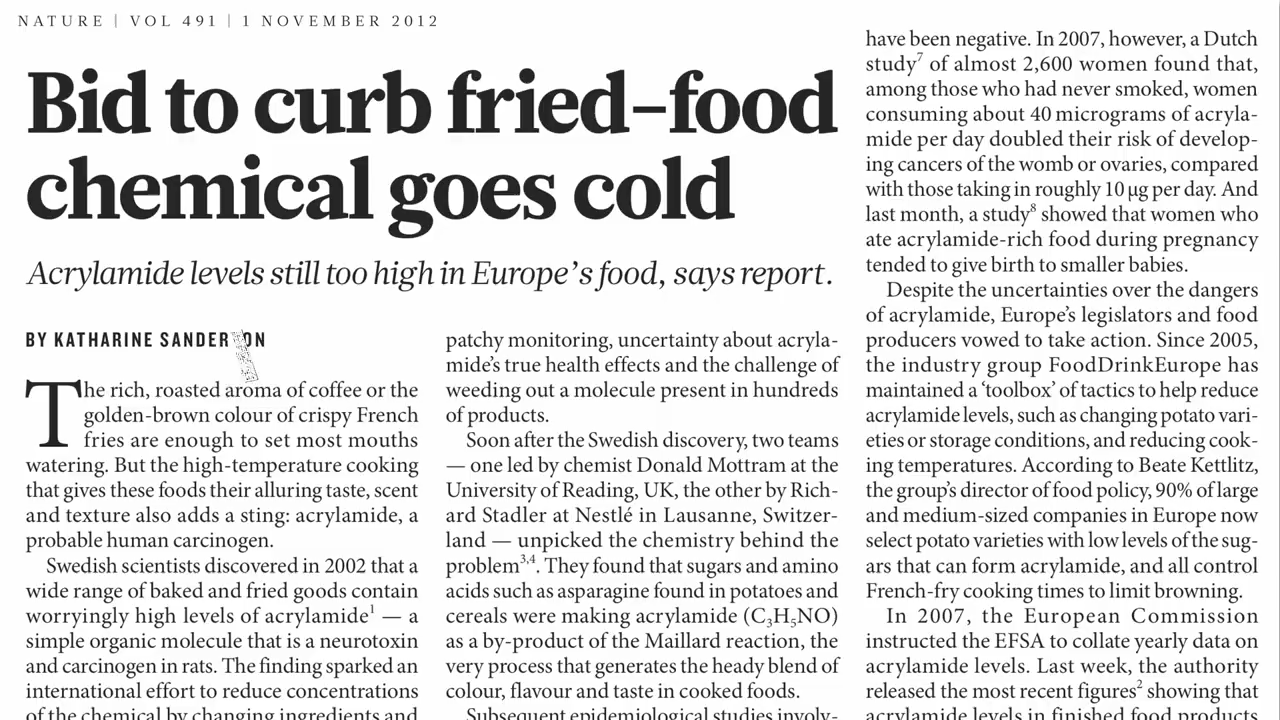 NATURE | VOL 491 | 1 NOVEMBER 2012
Bid to curb fried–food
chemical goes cold
Acrylamide levels still too high in Europe’s food, says report.
BY KATHARINE SANDER ON
The rich, roasted aroma of coffee or the
golden-brown colour of crispy French
fries are enough to set most mouths
watering. But the high-temperature cooking
that gives these foods their alluring taste, scent
and texture also adds a sting: acrylamide, a
probable human carcinogen.
Swedish scientists discovered in 2002 that a
wide range of baked and fried goods contain
worryingly high levels of acrylamide1 — a
simple organic molecule that is a neurotoxin
and carcinogen in rats. The finding sparked an
international effort to reduce concentrations
of the chemical by changing ingredients and
patchy monitoring, uncertainty about acryla-
mide’s true health effects and the challenge of
weeding out a molecule present in hundreds
of products.
Soon after the Swedish discovery, two teams
— one led by chemist Donald Mottram at the
University of Reading, UK, the other by Rich-
ard Stadler at Nestlé in Lausanne, Switzer-
land — unpicked the chemistry behind the
problem3,4. They found that sugars and amino
acids such as asparagine found in potatoes and
cereals were making acrylamide (C3H5NO)
as a by-product of the Maillard reaction, the
very process that generates the heady blend of
colour, flavour and taste in cooked foods.
Subsequent epidemiological studies involv-
have been negative. In 2007, however, a Dutch
study7 of almost 2,600 women found that,
among those who had never smoked, women
consuming about 40 micrograms of acryla-
mide per day doubled their risk of develop-
ing cancers of the womb or ovaries, compared
with those taking in roughly 10 µg per day. And
last month, a study8 showed that women who
ate acrylamide-rich food during pregnancy
tended to give birth to smaller babies.
Despite the uncertainties over the dangers
of acrylamide, Europe’s legislators and food
producers vowed to take action. Since 2005,
the industry group FoodDrinkEurope has
maintained a ‘toolbox’ of tactics to help reduce
acrylamide levels, such as changing potato vari-
eties or storage conditions, and reducing cook-
ing temperatures. According to Beate Kettlitz,
the group’s director of food policy, 90% of large
and medium-sized companies in Europe now
select potato varieties with low levels of the sug-
ars that can form acrylamide, and all control
French-fry cooking times to limit browning.
In 2007, the European Commission
instructed the EFSA to collate yearly data on
acrylamide levels. Last week, the authority
released the most recent figures2 showing that
acrylamide levels in finished food products